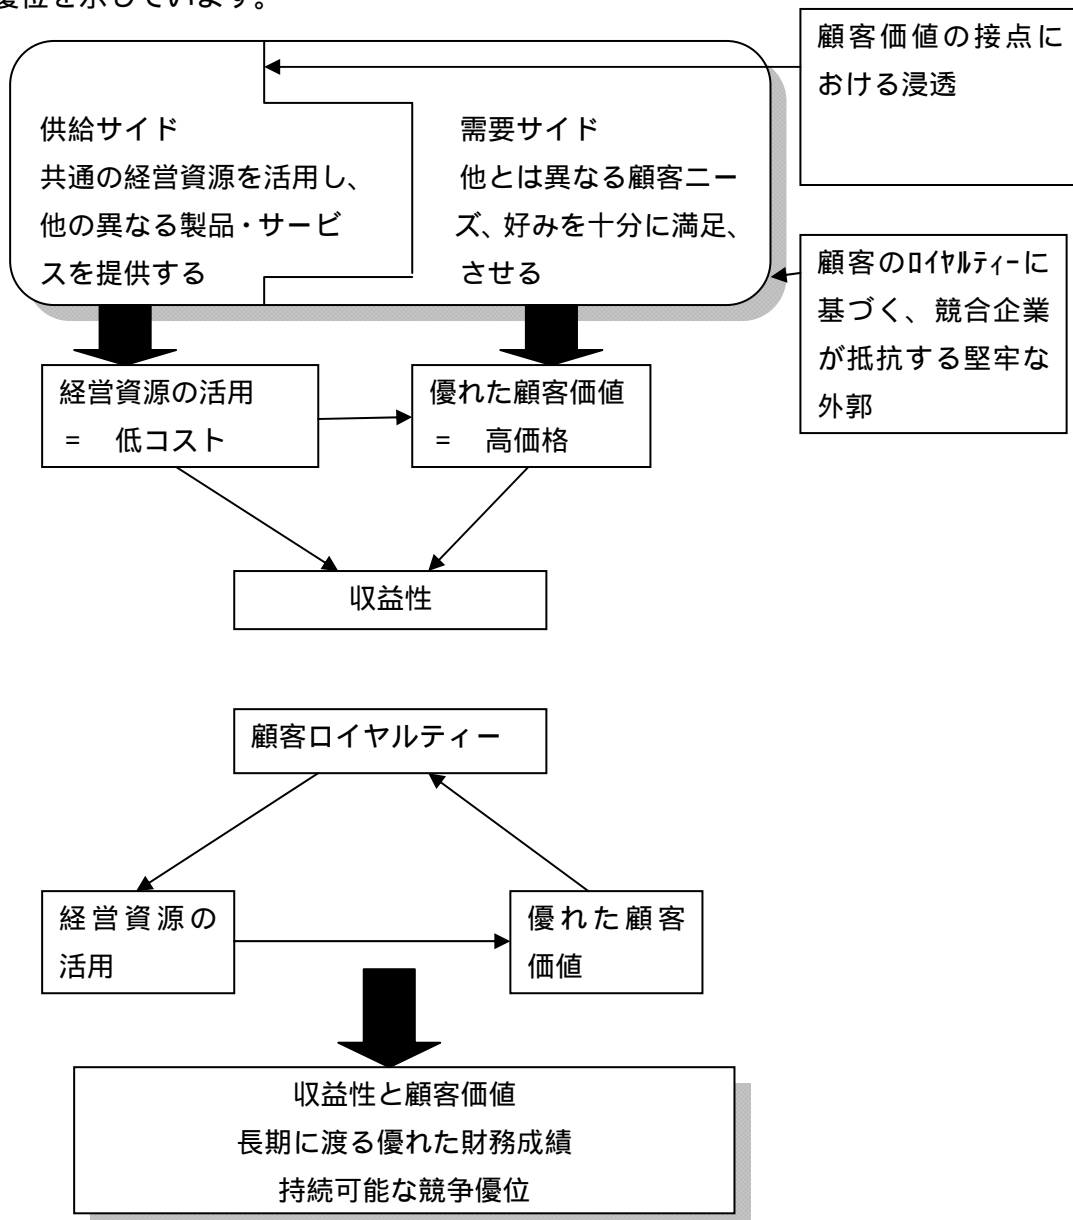 優位を示しています。
顧客価値の接点に
おける浸透
供給サイド
共通の経営資源を活用し、
他の異なる製品・サービ
スを提供する
需要サイド
他とは異なる顧客ニー
ズ、好みを十分に満足、
させる
顧客のﾛｲﾔﾙﾃｨｰに
基づく、競合企業
が抵抗する堅牢な
外郭
経営資源の活用
= 低コスト
優れた顧客価値
= 高価格
収益性
顧客ロイヤルティー
経営資源の
活用
優れた顧客
価値
収益性と顧客価値
長期に渡る優れた財務成績
持続可能な競争優位